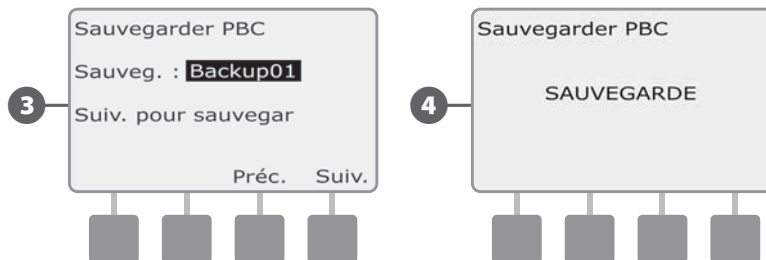 3
Sauvegarder PBC
Sauveg. : Backup01
Suiv. pour sauvegar
Préc. Suiv.
4
Sauvegarder PBC
SAUVEGARDE